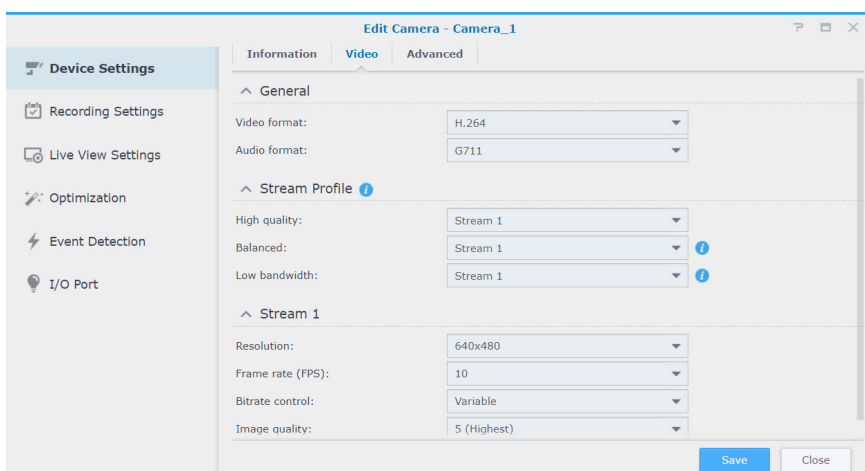 Edit Camera - Camera_1
Device Settings
Recording Settings
Live View Settings
Optimization
Event Detection
I/O Port
Information Video Advanced
General
Video format: H.264
Audio format: G711
Stream Profile
High quality: Stream 1
Balanced: Stream 1
Low bandwidth: Stream 1
Stream 1
Resolution: 640x480
Frame rate (FPS): 10
Bitrate control: Variable
Image quality: 5 (Highest)
Save Close